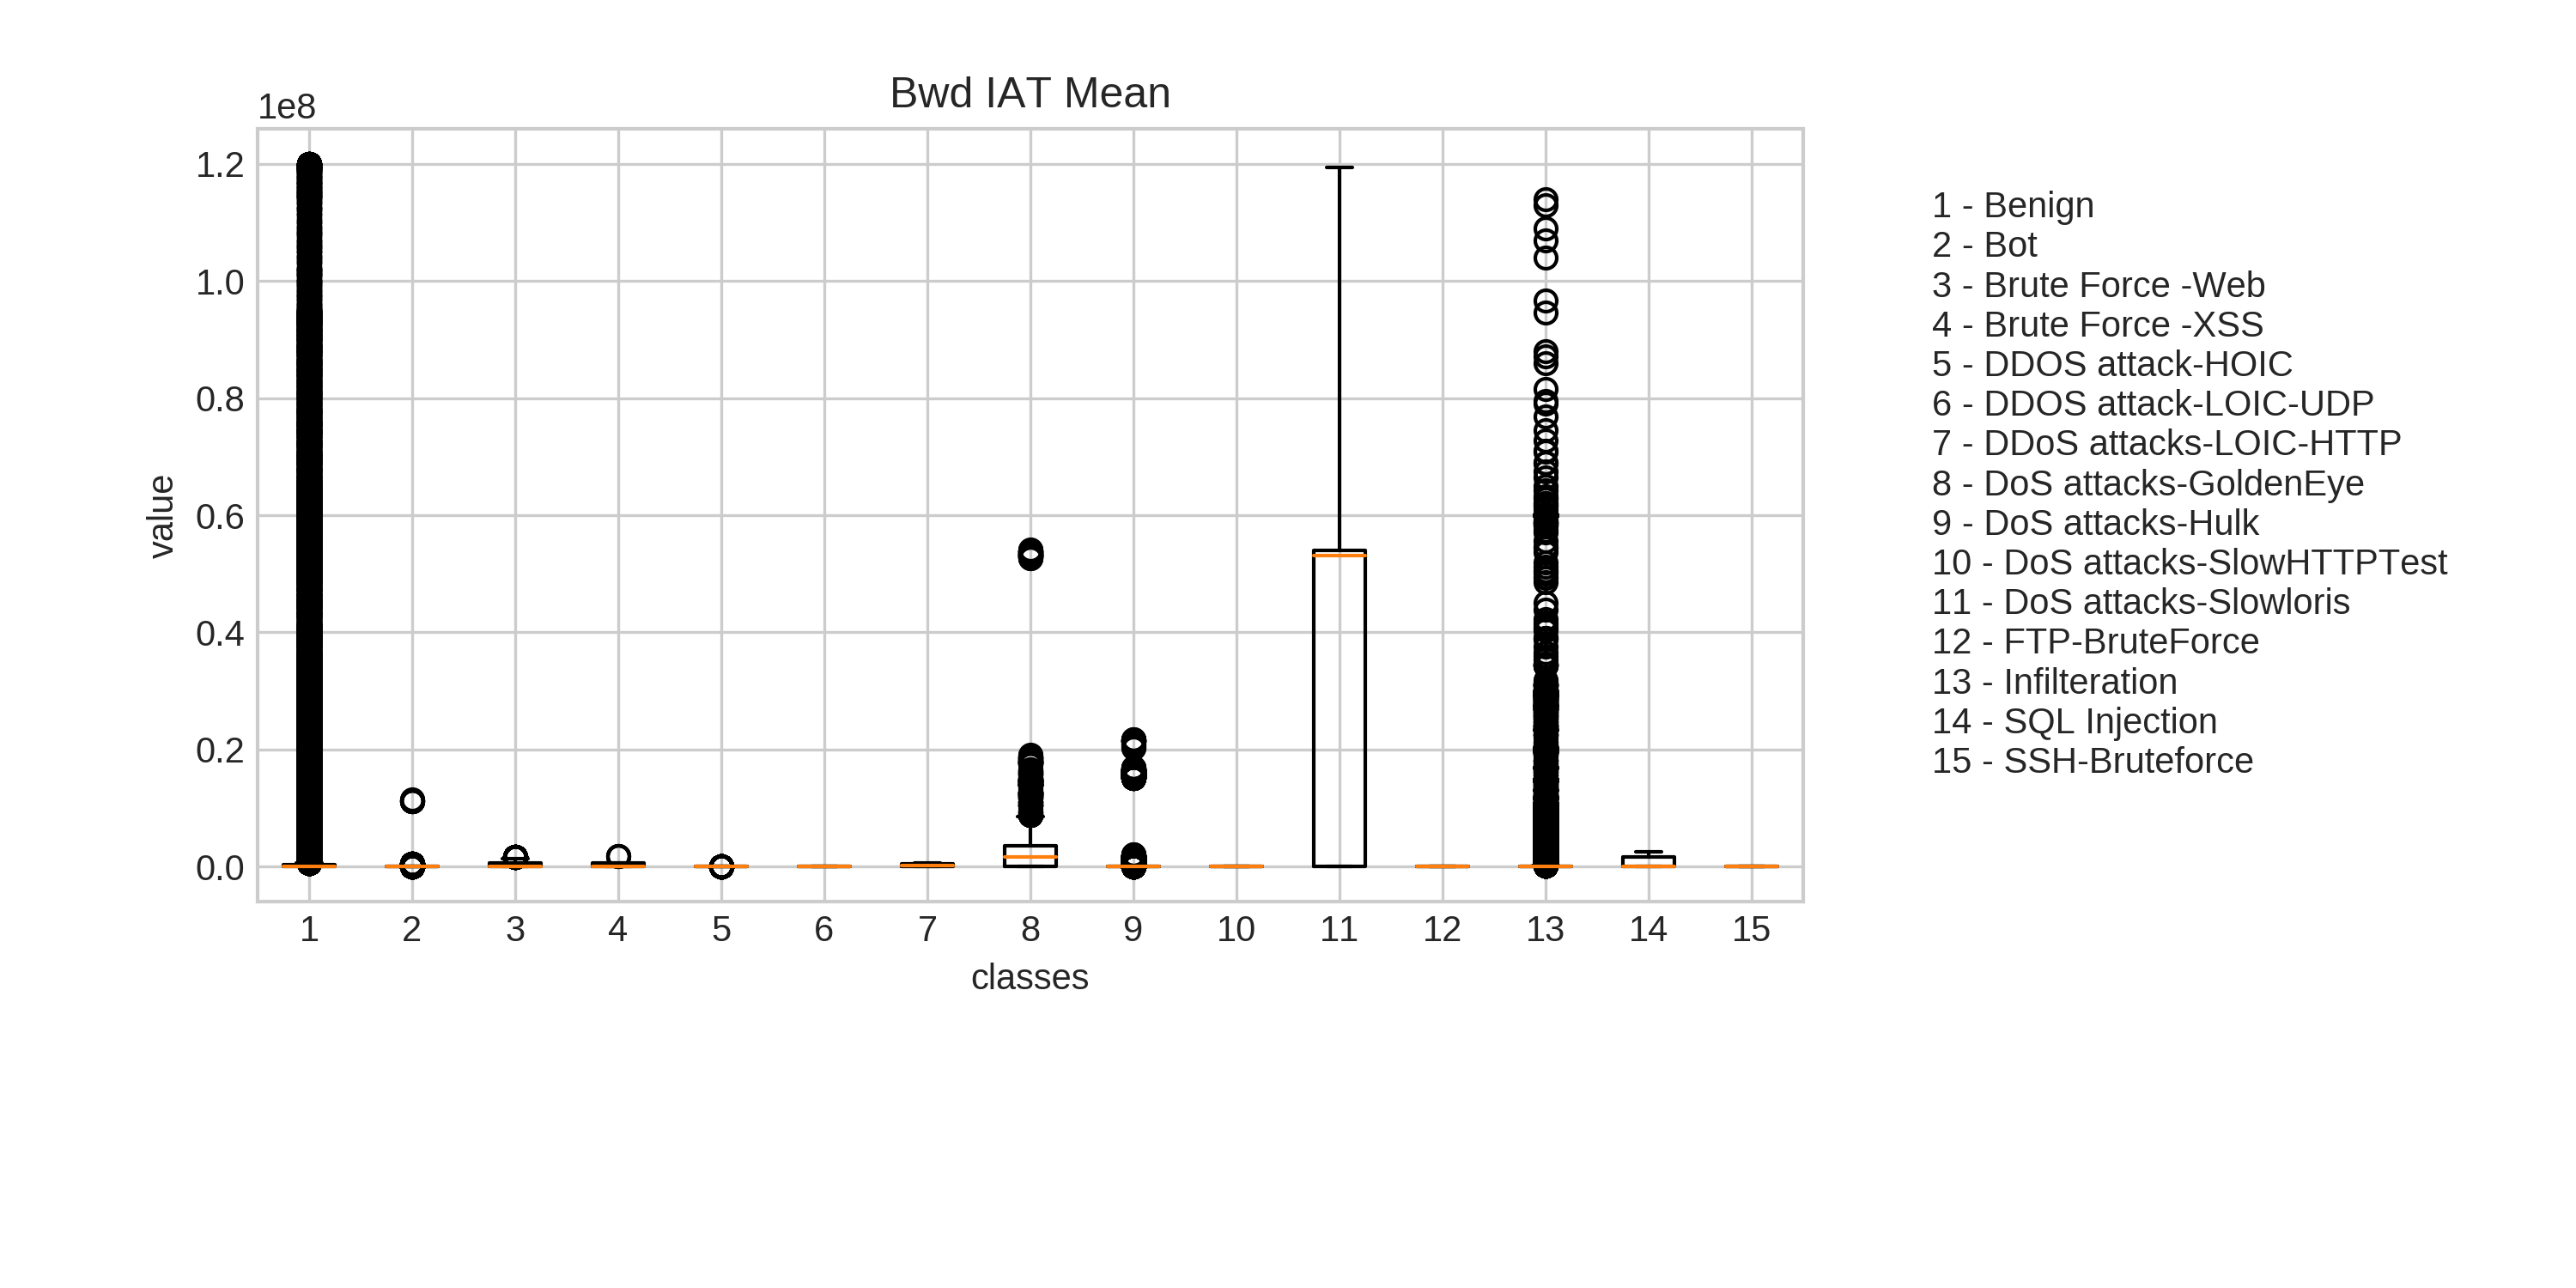 Bwd IAT Mean
1e8
1.2
1.0
0.8
0.6
0.4
0.2
0.0
value
1 2 3 4 5 6 7 8 9 10 11 12 13 14 15
classes
1 - Benign
2 - Bot
3 - Brute Force -Web
4 - Brute Force -XSS
5 - DDOS attack-HOIC
6 - DDOS attack-LOIC-UDP
7 - DDoS attacks-LOIC-HTTP
8 - DoS attacks-GoldenEye
9 - DoS attacks-Hulk
10 - DoS attacks-SlowHTTPTest
11 - DoS attacks-Slowloris
12 - FTP-BruteForce
13 - Infilteration
14 - SQL Injection
15 - SSH-Bruteforce